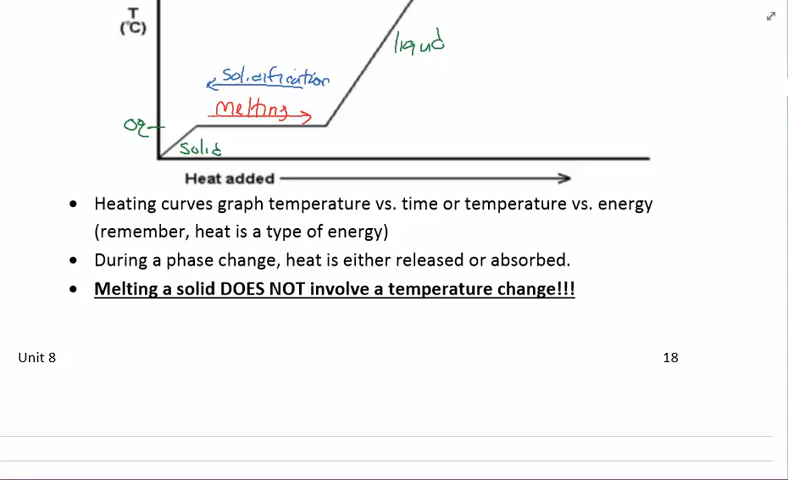 T
(°C)
liquid
Solidification
Melting
Solid
Heat added
• Heating curves graph temperature vs. time or temperature vs. energy
(remember, heat is a type of energy)
• During a phase change, heat is either released or absorbed.
• Melting a solid DOES NOT involve a temperature change!!!
Unit 8
18